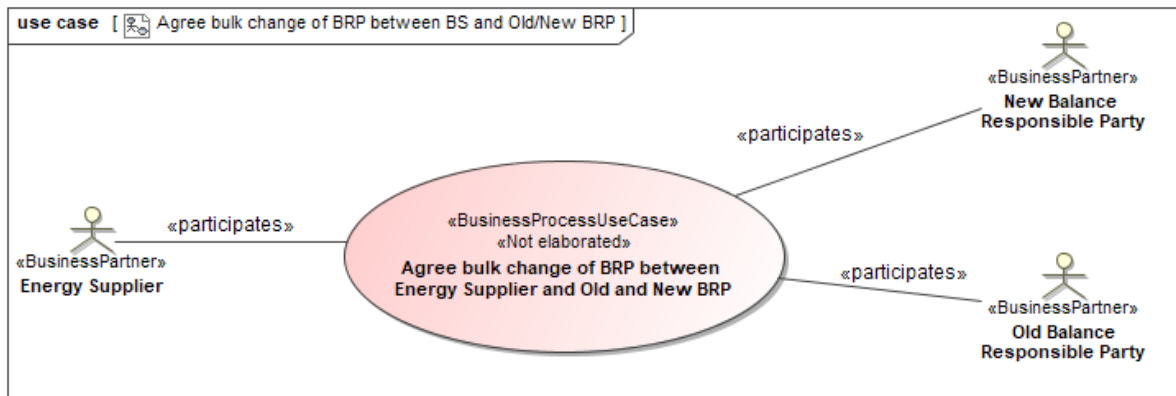 use case [ Agree bulk change of BRP between BS and Old/New BRP ]
«BusinessPartner»
New Balance
Responsible Party
«participates»
«participates»
«BusinessPartner»
Energy Supplier
«BusinessProcessUseCase»
«Not elaborated»
Agree bulk change of BRP between
Energy Supplier and Old and New BRP
«participates»
«BusinessPartner»
Old Balance
Responsible Party